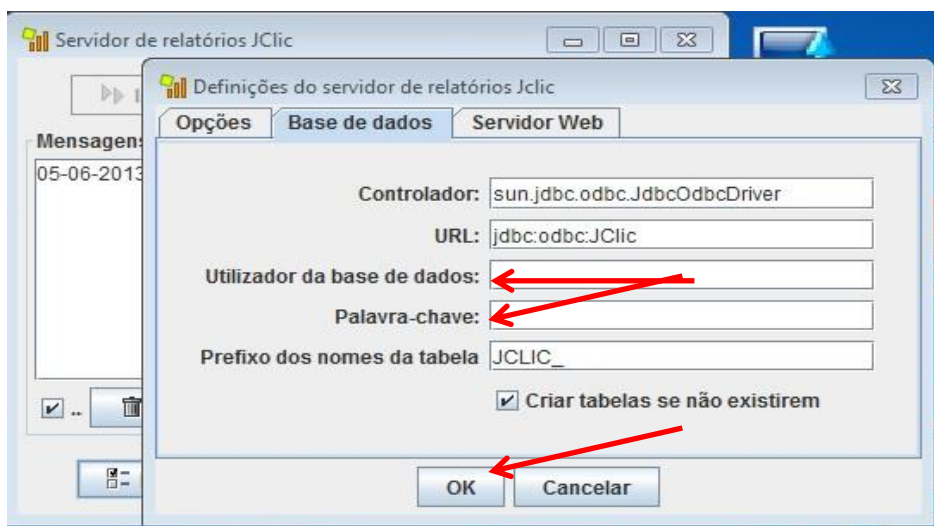 Servidor de relatórios JClic
Definições do servidor de relatórios Jclic
Opções Base de dados Servidor Web
Mensagens
05-06-2013
Controlador: sun.jdbc.odbc.JdbcOdbcDriver
URL: jdbc:odbc:JClic
Utilizador da base de dados:
Palavra-chave:
Prefixo dos nomes da tabela JCLIC_
.. 
Criar tabelas se não existirem
OK Cancelar